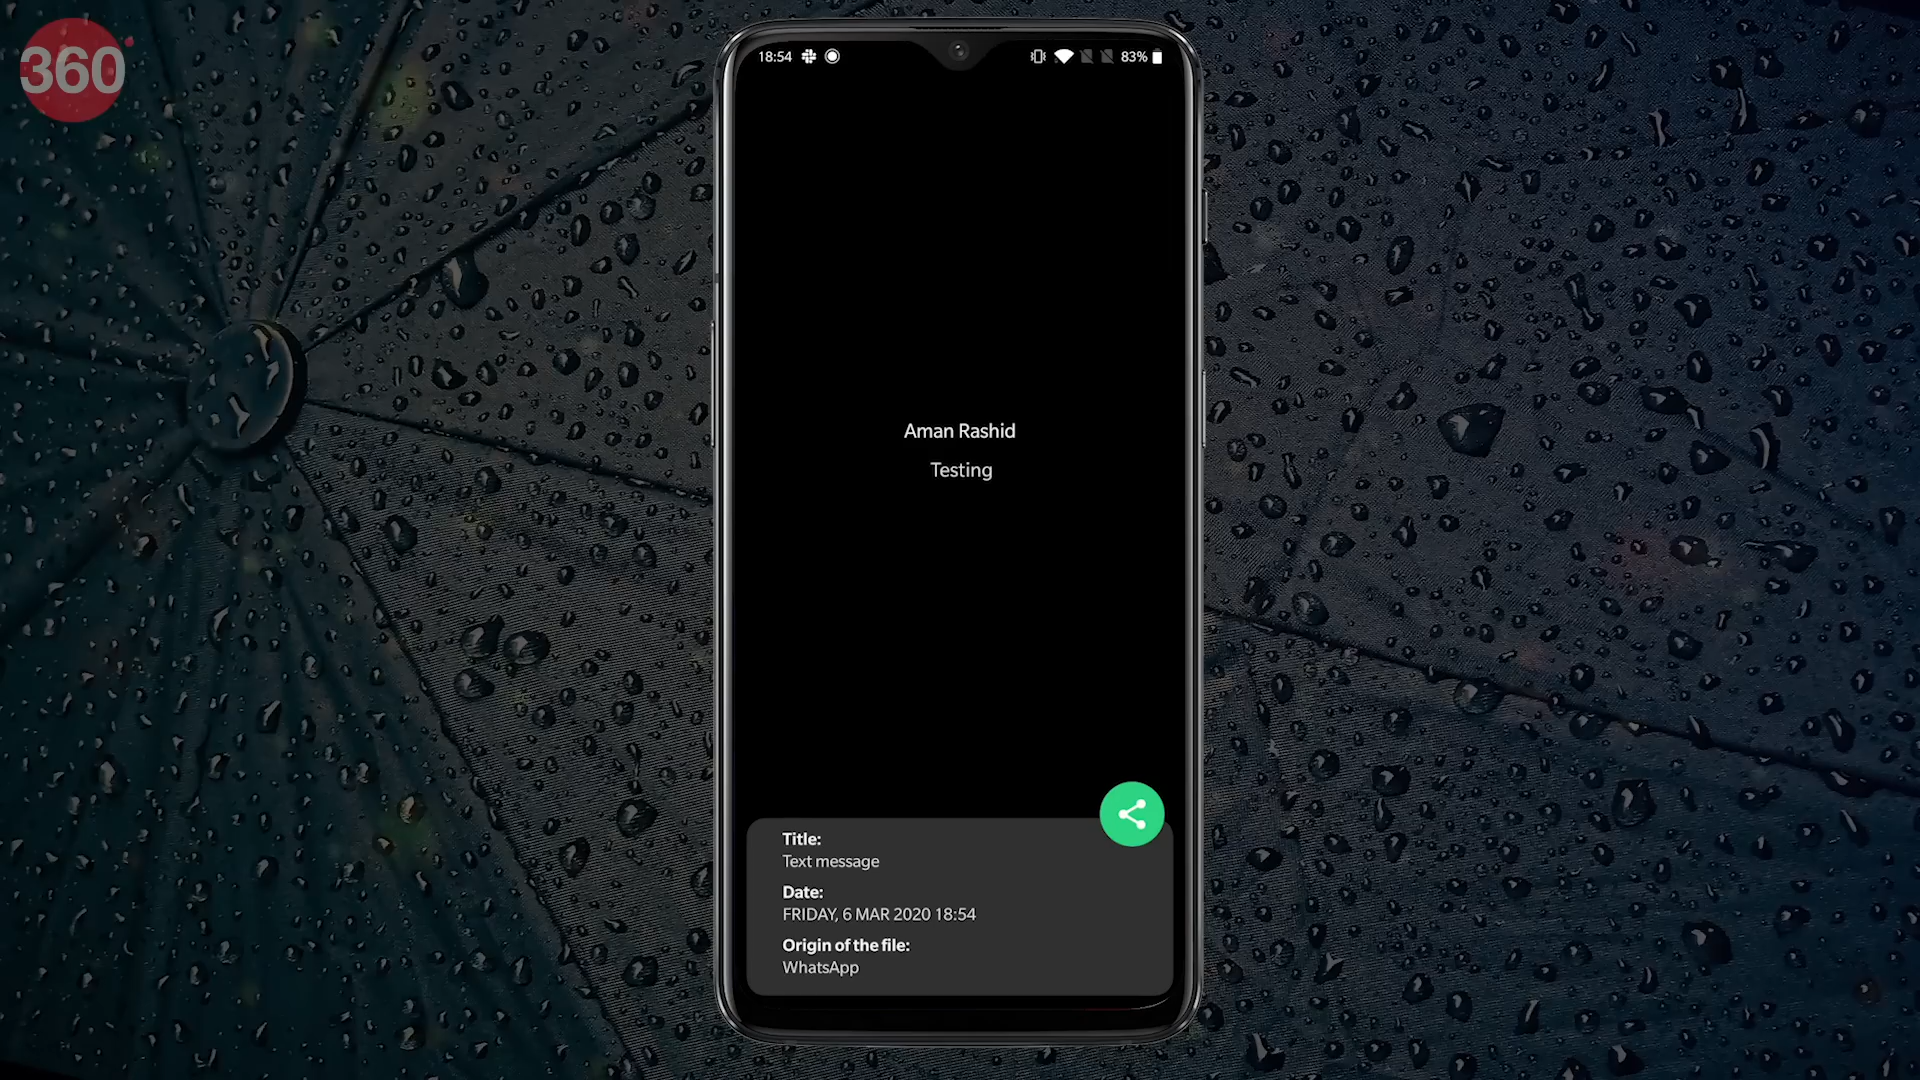 360
18:54
83%
Aman Rashid
Testing
Title:
Text message
Date:
FRIDAY, 6 MAR 2020 18:54
Origin of the file:
WhatsApp